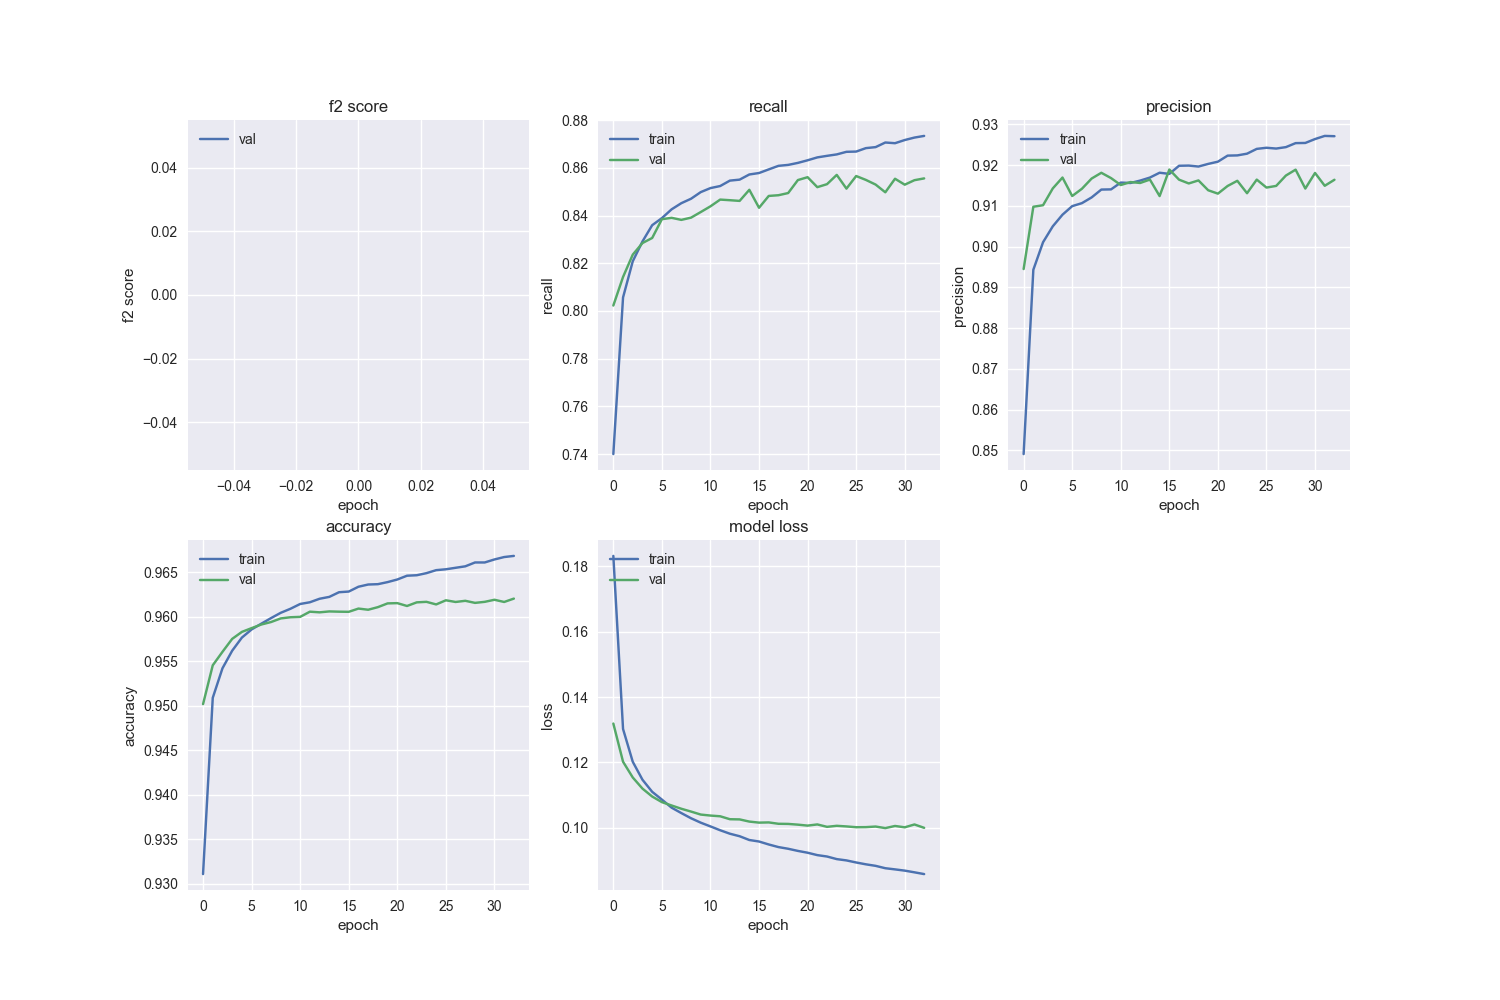 f2 score
val
0.04
0.02
0.00
−0.02
−0.04
f2 score
−0.04 −0.02 0.00 0.02 0.04
epoch
recall
train
val
0.88
0.86
0.84
0.82
0.80
0.78
0.76
0.74
recall
0 5 10 15 20 25 30
epoch
precision
train
val
0.93
0.92
0.91
0.90
0.89
0.88
0.87
0.86
0.85
precision
0 5 10 15 20 25 30
epoch
accuracy
train
val
0.965
0.960
0.955
0.950
0.945
0.940
0.935
0.930
accuracy
0 5 10 15 20 25 30
epoch
model loss
train
val
0.18
0.16
0.14
0.12
0.10
loss
0 5 10 15 20 25 30
epoch